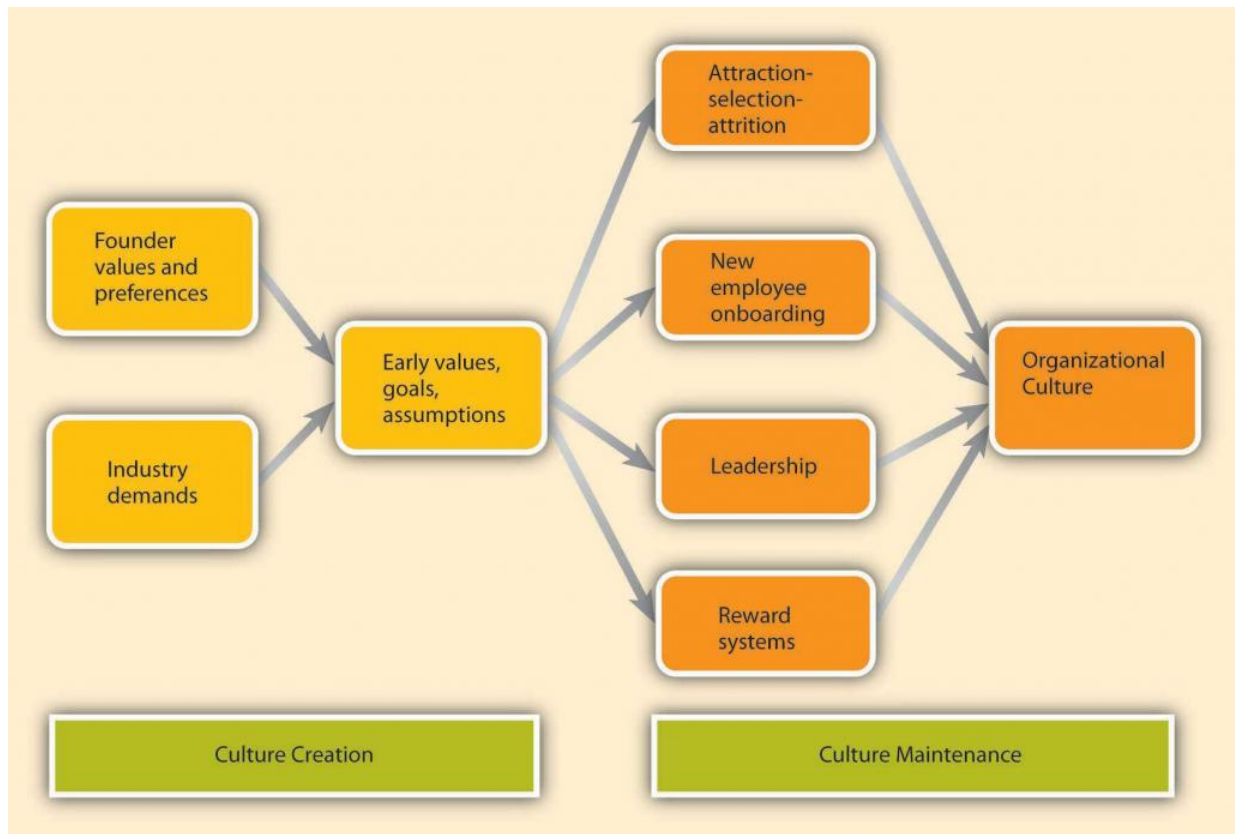 Founder
values and
preferences
Industry
demands
Early values,
goals,
assumptions
Attraction-
selection-
attrition
New
employee
onboarding
Leadership
Reward
systems
Organizational
Culture
Culture Creation
Culture Maintenance